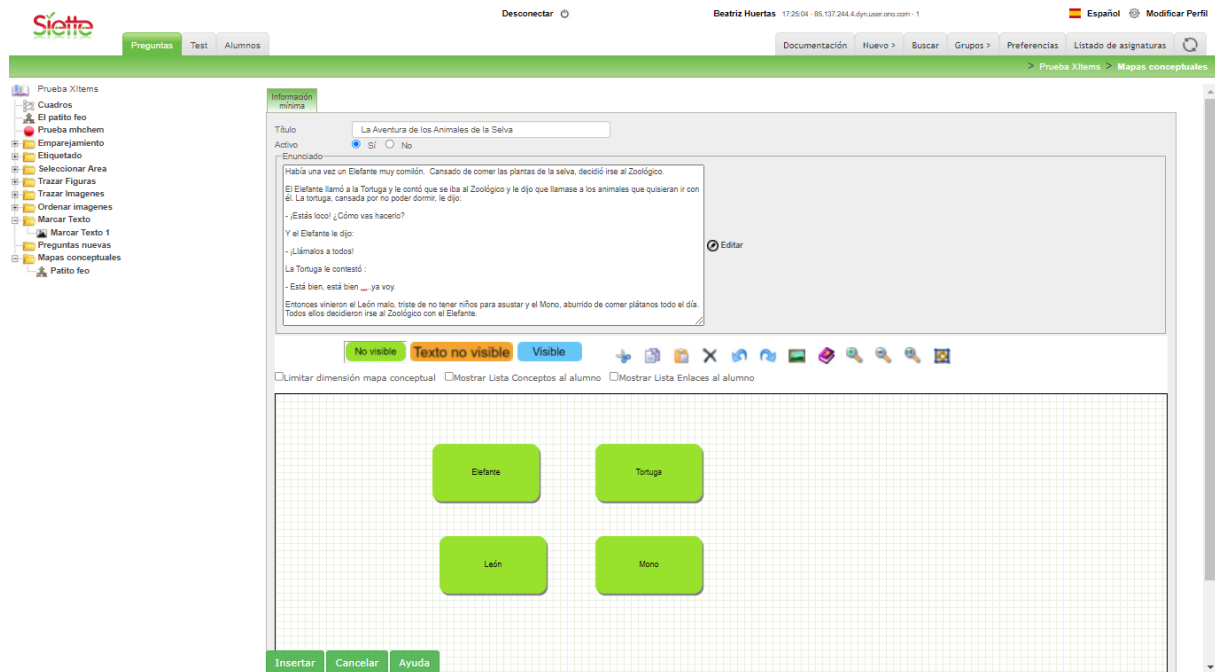 Siette
Desconectar
Beatriz Huertas 17:25:04 - 85.137.244.4.dyn.user.ono.com - 1
Español Modificar Perfil
Preguntas Test Alumnos
Documentación Nuevo > Buscar Grupos > Preferencias Listado de asignaturas
> Prueba XItems > Mapas conceptuales
Prueba XItems
Cuadros
El patito feo
Prueba mhchem
Emparejamiento
Etiquetado
Seleccionar Area
Trazar Figuras
Trazar Imagenes
Ordenar imagenes
Marcar Texto
Marcar Texto 1
Preguntas nuevas
Mapas conceptuales
Patito feo
Información
mínima
Título La Aventura de los Animales de la Selva
Activo Sí No
Enunciado
Había una vez un Elefante muy comilón. Cansado de comer las plantas de la selva, decidió irse al Zoológico.
El Elefante llamó a la Tortuga y le contó que se iba al Zoológico y le dijo que llamase a los animales que quisieran ir con
él. La tortuga, cansada por no poder dormir, le dijo:
- ¡Estás loco! ¿Cómo vas hacerlo?
Y el Elefante le dijo:
- ¡Llámalos a todos!
La Tortuga le contestó :
- Está bien, está bien ,... ya voy.
Entonces vinieron el León malo, triste de no tener niños para asustar y el Mono, aburrido de comer plátanos todo el día.
Todos ellos decidieron irse al Zoológico con el Elefante.
Editar
No visible Texto no visible Visible
Limitar dimensión mapa conceptual Mostrar Lista Conceptos al alumno Mostrar Lista Enlaces al alumno
Elefante Tortuga
León Mono
Insertar Cancelar Ayuda